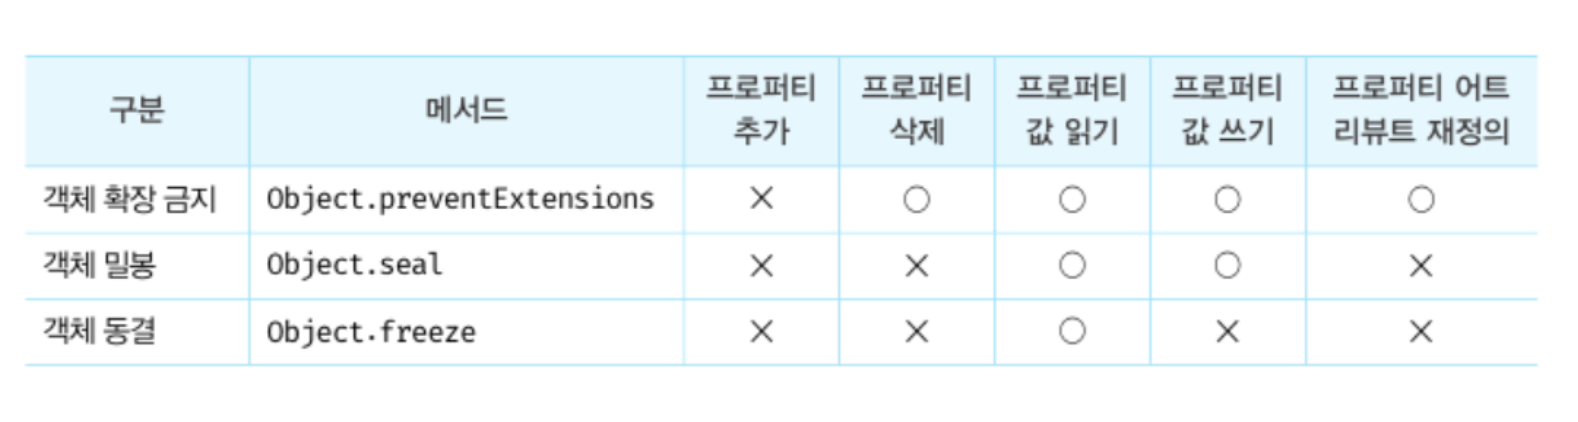 구분 메서드 프로퍼티 추가 프로퍼티 삭제 프로퍼티 값 읽기 프로퍼티 값 쓰기 프로퍼티 어트리뷰트 재정의
객체 확장 금지 Object.preventExtensions × ○ ○ ○ ○
객체 밀봉 Object.seal × × ○ ○ ×
객체 동결 Object.freeze × × ○ × ×